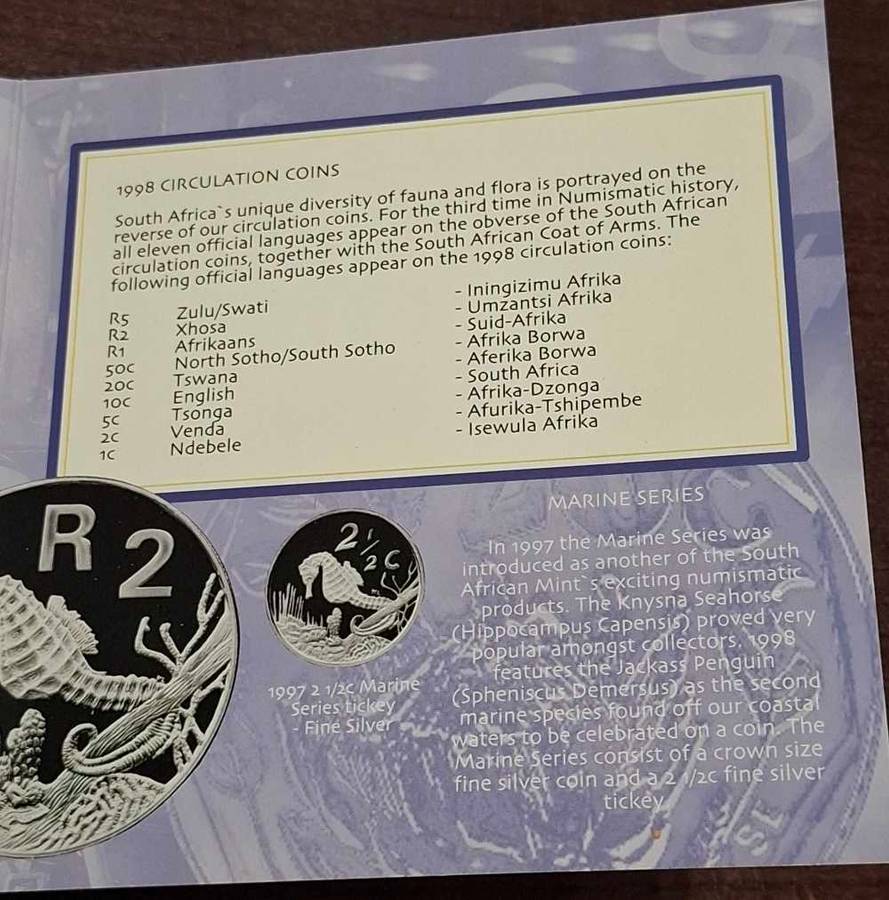 1998 CIRCULATION COINS
South Africa`s unique diversity of fauna and flora is portrayed on the
reverse of our circulation coins. For the third time in Numismatic history,
all eleven official languages appear on the obverse of the South African
circulation coins, together with the South African Coat of Arms. The
following official languages appear on the 1998 circulation coins:
R5 Zulu/Swati - Iningizimu Afrika
R2 Xhosa - Umzantsi Afrika
R1 Afrikaans - Suid-Afrika
50c North Sotho/South Sotho - Afrika Borwa
20c Tswana - Aferika Borwa
10c English - South Africa
5c Tsonga - Afrika-Dzonga
2c Venda - Afurika-Tshipembe
1c Ndebele - Isewula Afrika
R 2
2 1/2 C
1997 2 1/2c Marine
Series tickey
- Fine Silver
MARINE SERIES
In 1997 the Marine Series was
introduced as another of the South
African Mint`s exciting numismatic
products. The Knysna Seahorse
(Hippocampus Capensis) proved very
popular amongst collectors. 1998
features the Jackass Penguin
(Spheniscus Demersus) as the second
marine species found off our coastal
waters to be celebrated on a coin. The
Marine Series consist of a crown size
fine silver coin and a 2 1/2c fine silver
tickey